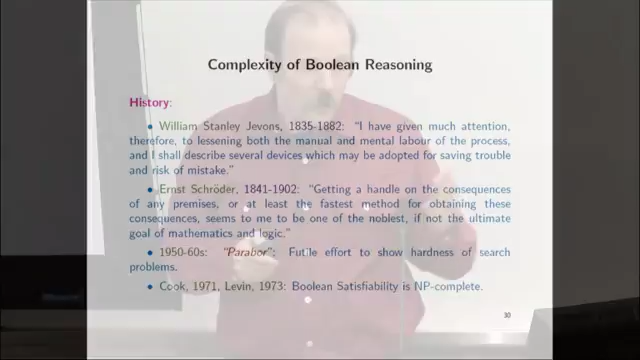 Complexity of Boolean Reasoning
History:
• William Stanley Jevons, 1835-1882: “I have given much attention,
therefore, to lessening both the manual and mental labour of the process,
and I shall describe several devices which may be adopted for saving trouble
and risk of mistake.”
• Ernst Schröder, 1841-1902: “Getting a handle on the consequences
of any premises, or at least the fastest method for obtaining these
consequences, seems to me to be one of the noblest, if not the ultimate
goal of mathematics and logic.”
• 1950-60s: “Parabor”: Futile effort to show hardness of search
problems.
• Cook, 1971, Levin, 1973: Boolean Satisfiability is NP-complete.
30